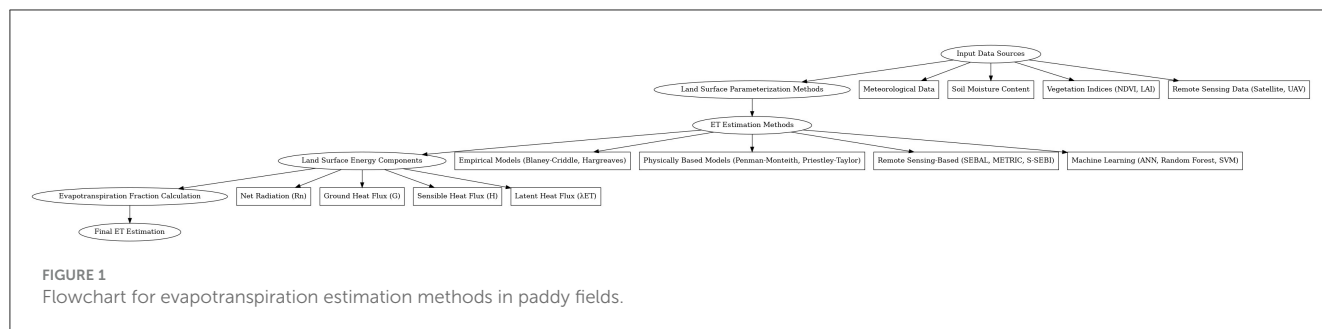 Input Data Sources
Land Surface Parameterization Methods
Meteorological Data
Soil Moisture Content
Vegetation Indices (NDVI, LAI)
Remote Sensing Data (Satellite, UAV)
ET Estimation Methods
Land Surface Energy Components
Empirical Models (Blaney-Criddle, Hargreaves)
Physically Based Models (Penman-Monteith, Priestley-Taylor)
Remote Sensing-Based (SEBAL, METRIC, S-SEBI)
Machine Learning (ANN, Random Forest, SVM)
Evapotranspiration Fraction Calculation
Net Radiation (Rn)
Ground Heat Flux (G)
Sensible Heat Flux (H)
Latent Heat Flux (λET)
Final ET Estimation
FIGURE 1
Flowchart for evapotranspiration estimation methods in paddy fields.